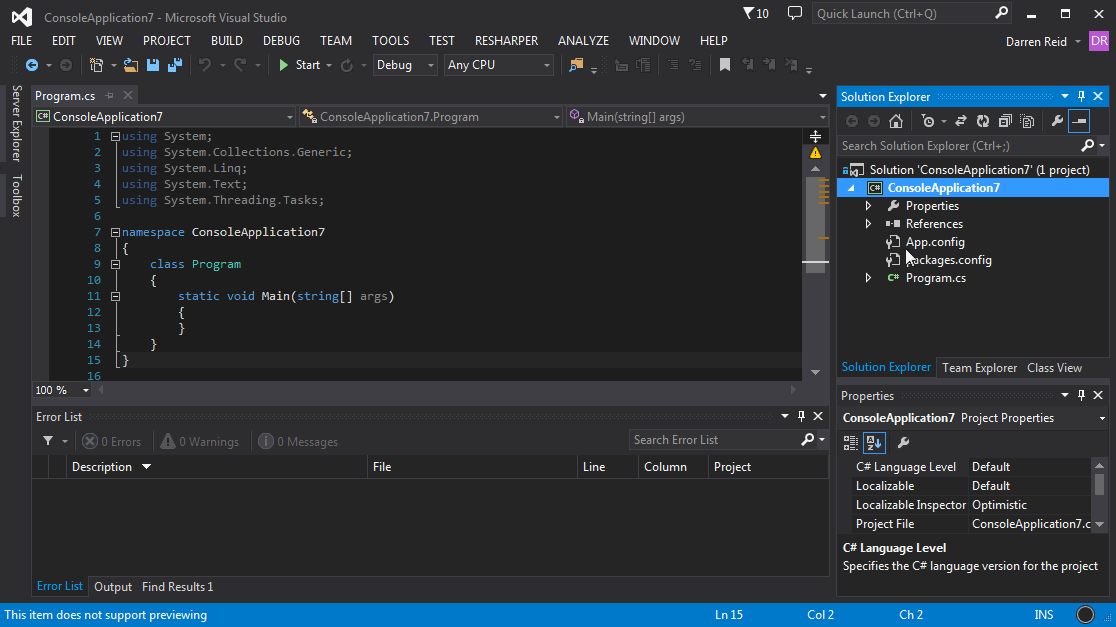 ConsoleApplication7 - Microsoft Visual Studio
10
Quick Launch (Ctrl+Q)
FILE EDIT VIEW PROJECT BUILD DEBUG TEAM TOOLS TEST RESHARPER ANALYZE WINDOW HELP
Darren Reid DR
Start Debug Any CPU
Server Explorer
Toolbox
Program.cs
C# ConsoleApplication7 ConsoleApplication7.Program Main(string[] args)
1 using System;
2 using System.Collections.Generic;
3 using System.Linq;
4 using System.Text;
5 using System.Threading.Tasks;
6
7 namespace ConsoleApplication7
8 {
9 class Program
10 {
11 static void Main(string[] args)
12 {
13 }
14 }
15 }
16
100 %
Error List
0 Errors 0 Warnings 0 Messages
Search Error List
Description File Line Column Project
Error List Output Find Results 1
Solution Explorer
Search Solution Explorer (Ctrl+;)
Solution 'ConsoleApplication7' (1 project)
C# ConsoleApplication7
Properties
References
App.config
packages.config
C# Program.cs
Solution Explorer Team Explorer Class View
Properties
ConsoleApplication7 Project Properties
C# Language Level Default
Localizable Default
Localizable Inspector Optimistic
Project File ConsoleApplication7.c
C# Language Level
Specifies the C# language version for the project
This item does not support previewing
Ln 15 Col 2 Ch 2 INS